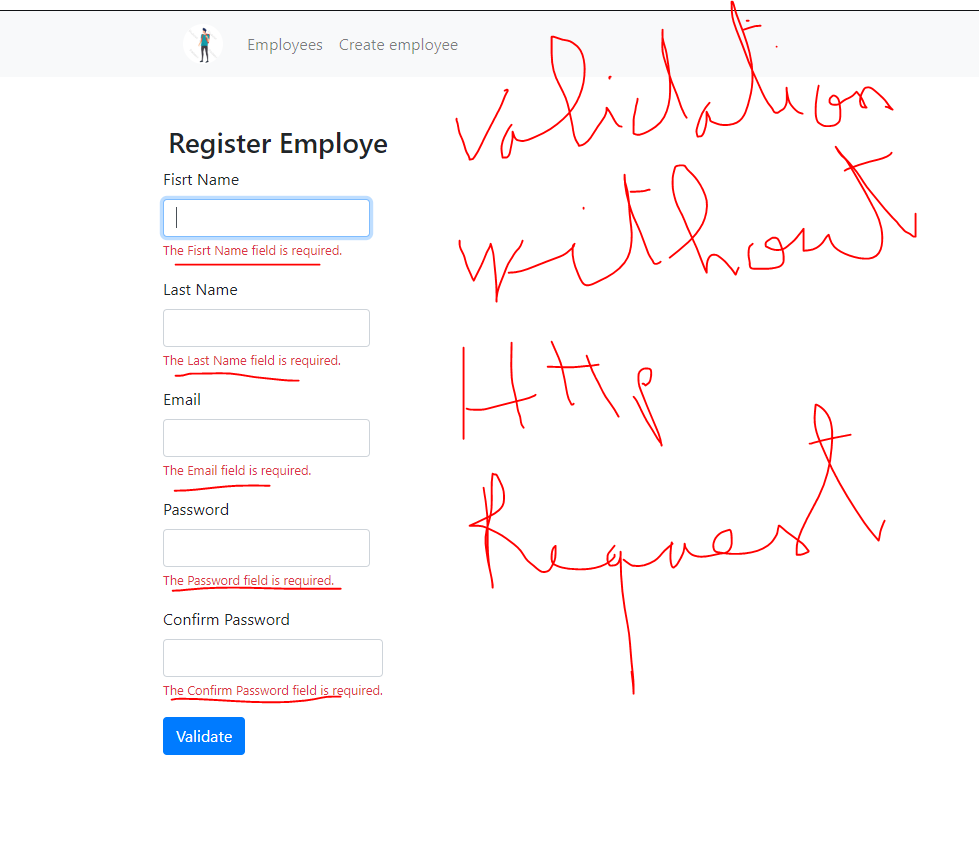 Employees Create employee
Register Employe
Fisrt Name
The Fisrt Name field is required.
Last Name
The Last Name field is required.
Email
The Email field is required.
Password
The Password field is required.
Confirm Password
The Confirm Password field is required.
Validate
validation
without
Http
Request